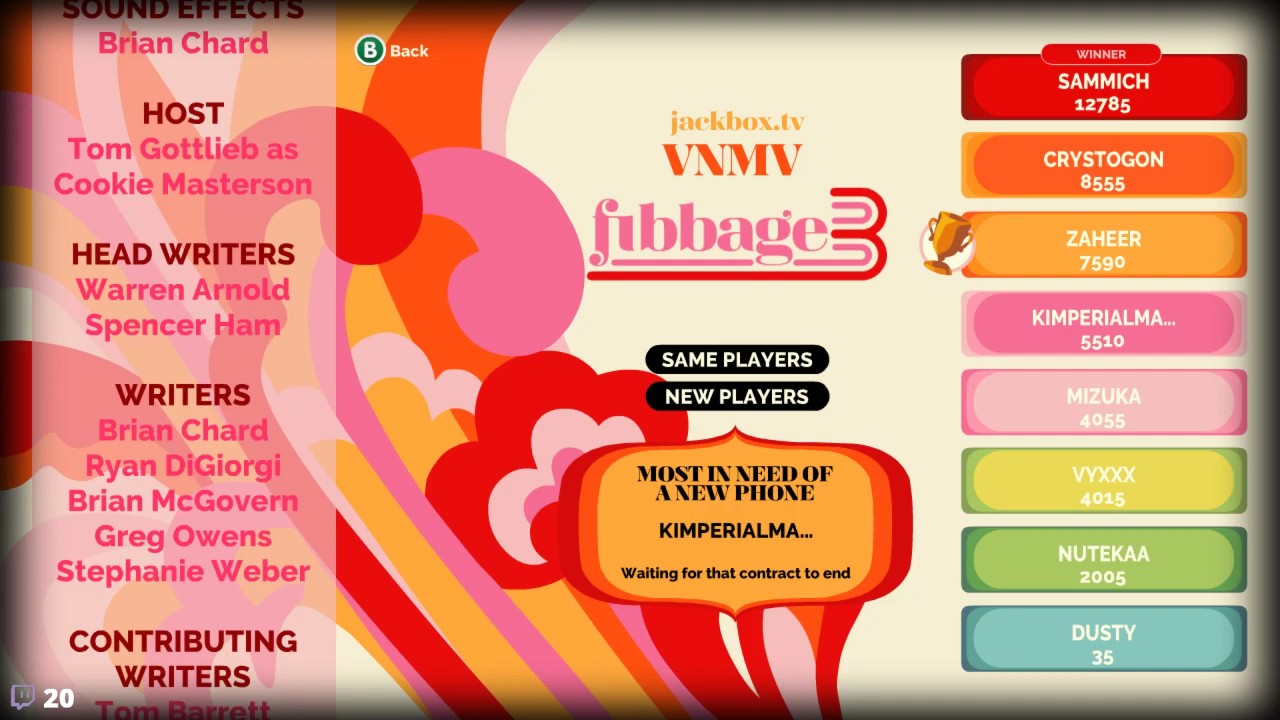 SOUND EFFECTS
Brian Chard
HOST
Tom Gottlieb as
Cookie Masterson
HEAD WRITERS
Warren Arnold
Spencer Ham
WRITERS
Brian Chard
Ryan DiGiorgi
Brian McGovern
Greg Owens
Stephanie Weber
CONTRIBUTING
WRITERS
Tom Barrett
20
B Back
jackbox.tv
VNMV
fibbage 3
SAME PLAYERS
NEW PLAYERS
MOST IN NEED OF
A NEW PHONE
KIMPERIALMA...
Waiting for that contract to end
WINNER
SAMMICH
12785
CRYSTOGON
8555
ZAHEER
7590
KIMPERIALMA...
5510
MIZUKA
4055
VYXXX
4015
NUTEKAA
2005
DUSTY
35